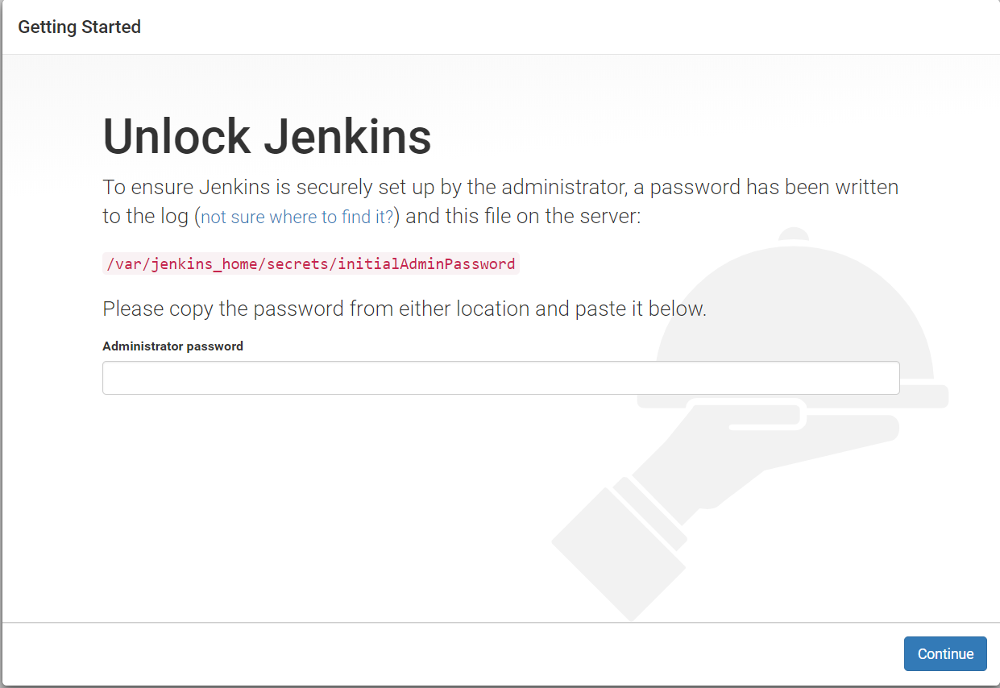 Getting Started
Unlock Jenkins
To ensure Jenkins is securely set up by the administrator, a password has been written
to the log (not sure where to find it?) and this file on the server:
/var/jenkins_home/secrets/initialAdminPassword
Please copy the password from either location and paste it below.
Administrator password
Continue